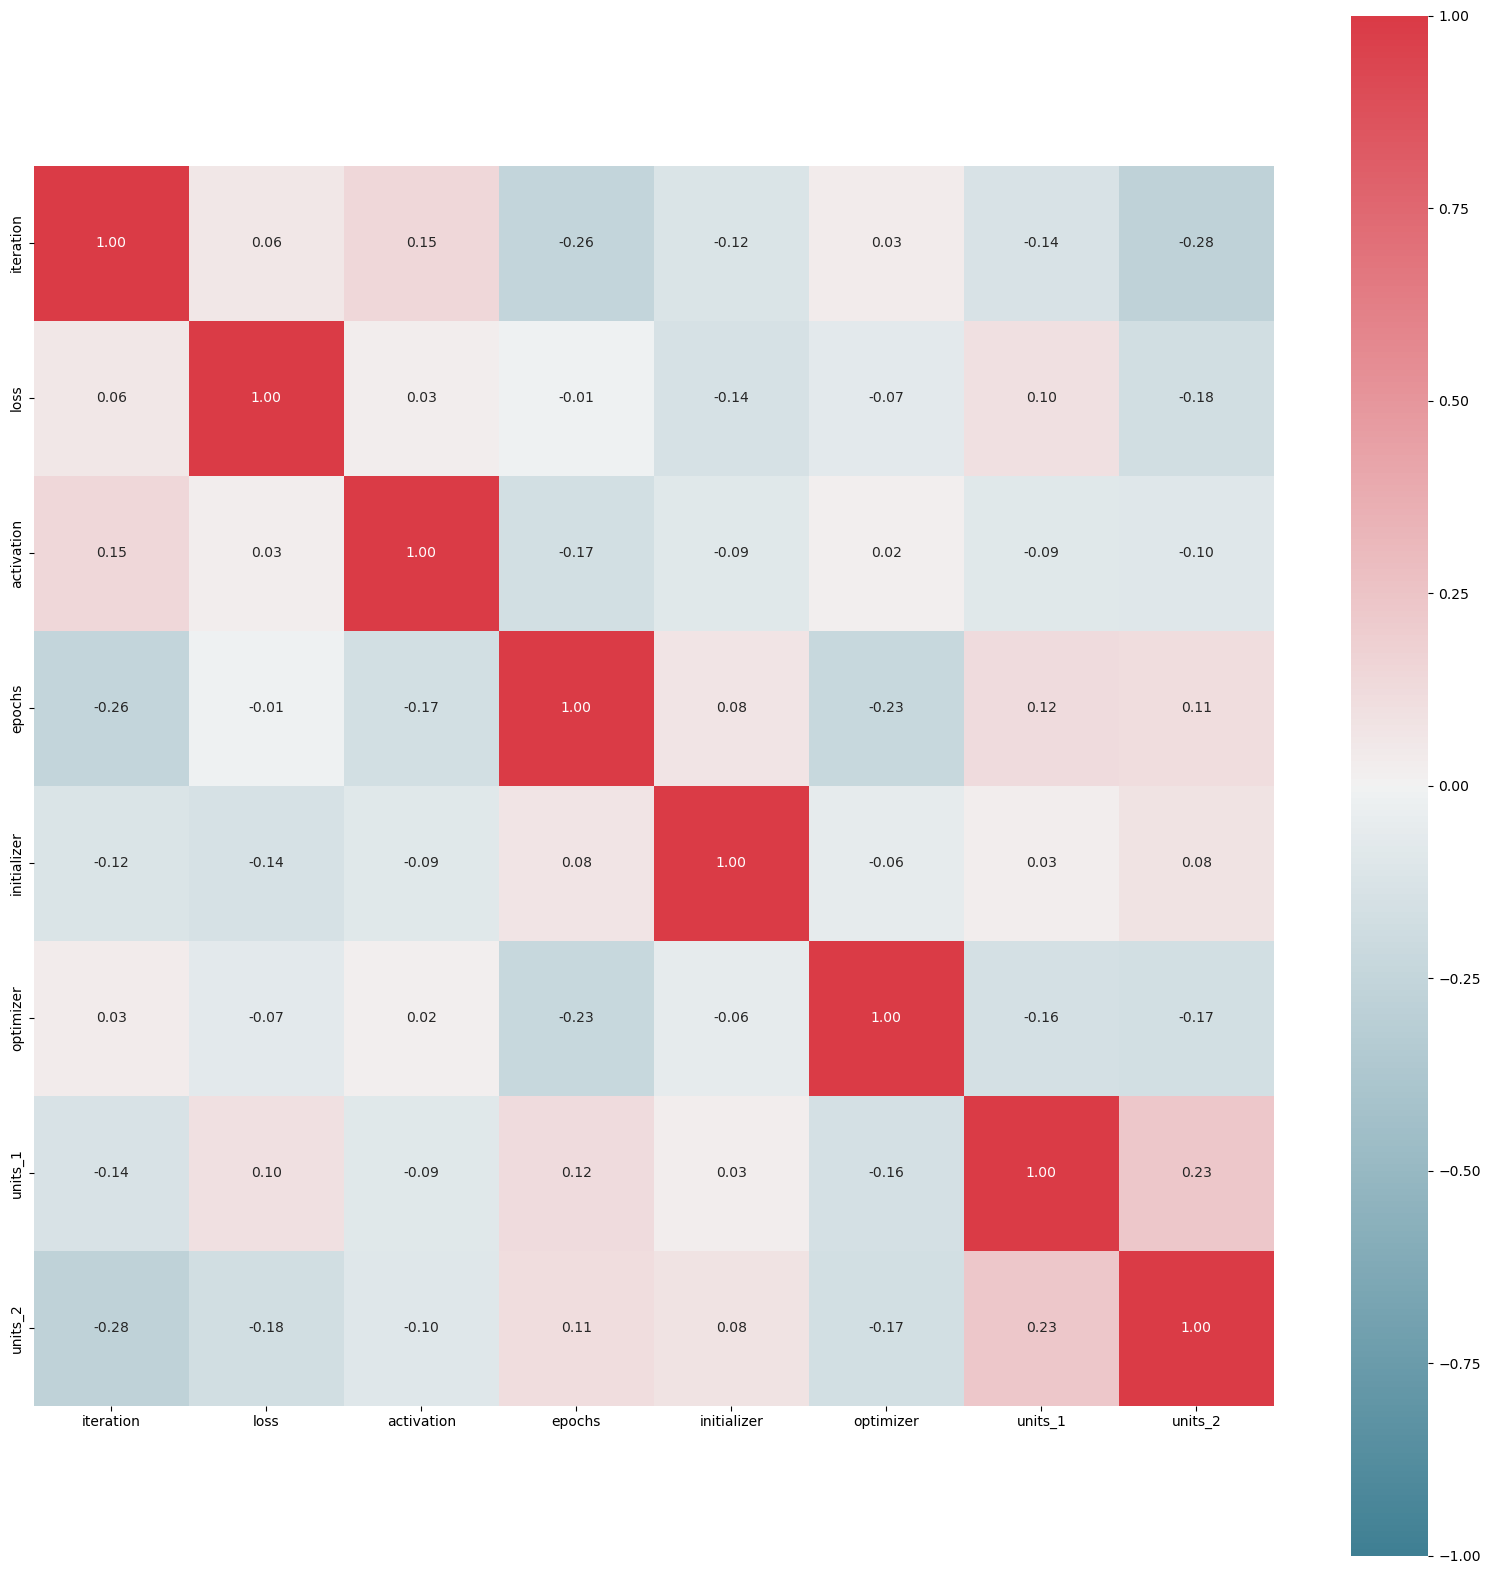 iteration 1.00 0.06 0.15 -0.26 -0.12 0.03 -0.14 -0.28
loss 0.06 1.00 0.03 -0.01 -0.14 -0.07 0.10 -0.18
activation 0.15 0.03 1.00 -0.17 -0.09 0.02 -0.09 -0.10
epochs -0.26 -0.01 -0.17 1.00 0.08 -0.23 0.12 0.11
initializer -0.12 -0.14 -0.09 0.08 1.00 -0.06 0.03 0.08
optimizer 0.03 -0.07 0.02 -0.23 -0.06 1.00 -0.16 -0.17
units_1 -0.14 0.10 -0.09 0.12 0.03 -0.16 1.00 0.23
units_2 -0.28 -0.18 -0.10 0.11 0.08 -0.17 0.23 1.00
iteration loss activation epochs initializer optimizer units_1 units_2
1.00
0.75
0.50
0.25
0.00
−0.25
−0.50
−0.75
−1.00